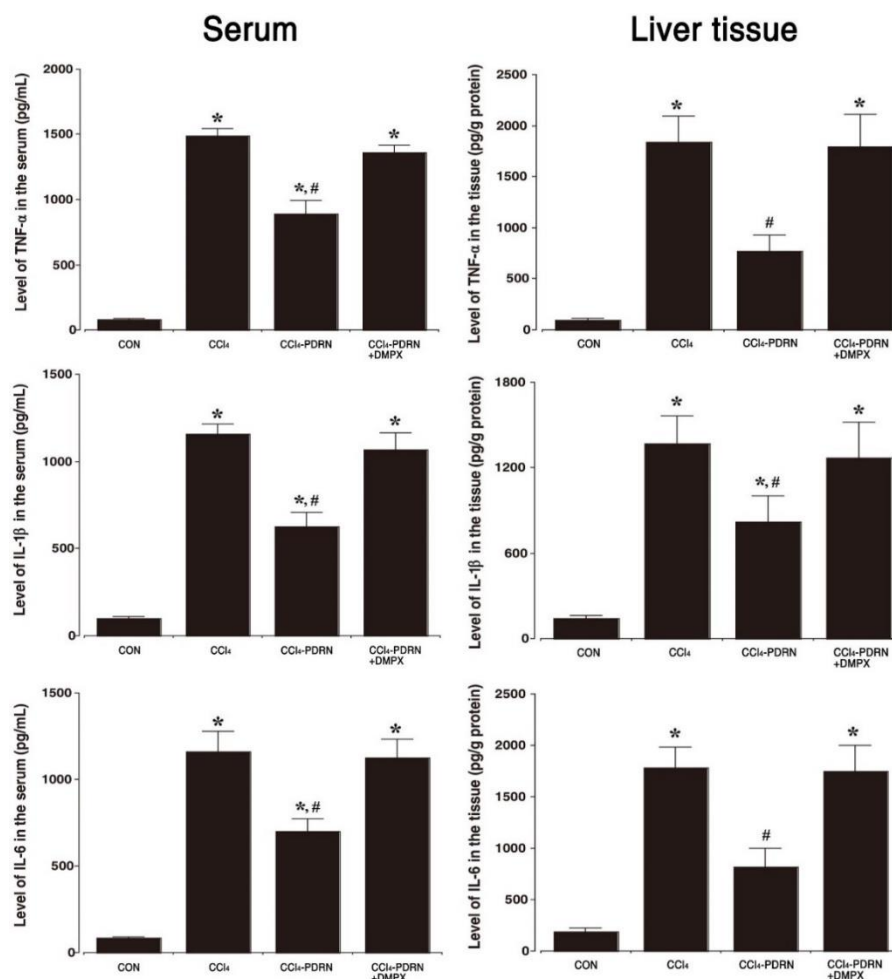 Serum
Liver tissue
Level of TNF-α in the serum (pg/mL)
2000
1500
1000
500
0
*
*, #
*
CON
CCl₄
CCl₄-PDRN
CCl₄-PDRN
+DMPX
Level of TNF-α in the tissue (pg/g protein)
2500
2000
1500
1000
500
0
*
#
*
CON
CCl₄
CCl₄-PDRN
CCl₄-PDRN
+DMPX
Level of IL-1β in the serum (pg/mL)
1500
1000
500
0
*
*, #
*
CON
CCl₄
CCl₄-PDRN
CCl₄-PDRN
+DMPX
Level of IL-1β in the tissue (pg/g protein)
1800
1200
600
0
*
*, #
*
CON
CCl₄
CCl₄-PDRN
CCl₄-PDRN
+DMPX
Level of IL-6 in the serum (pg/mL)
1500
1000
500
0
*
*, #
*
CON
CCl₄
CCl₄-PDRN
CCl₄-PDRN
+DMPX
Level of IL-6 in the tissue (pg/g protein)
2500
2000
1500
1000
500
0
*
#
*
CON
CCl₄
CCl₄-PDRN
CCl₄-PDRN
+DMPX